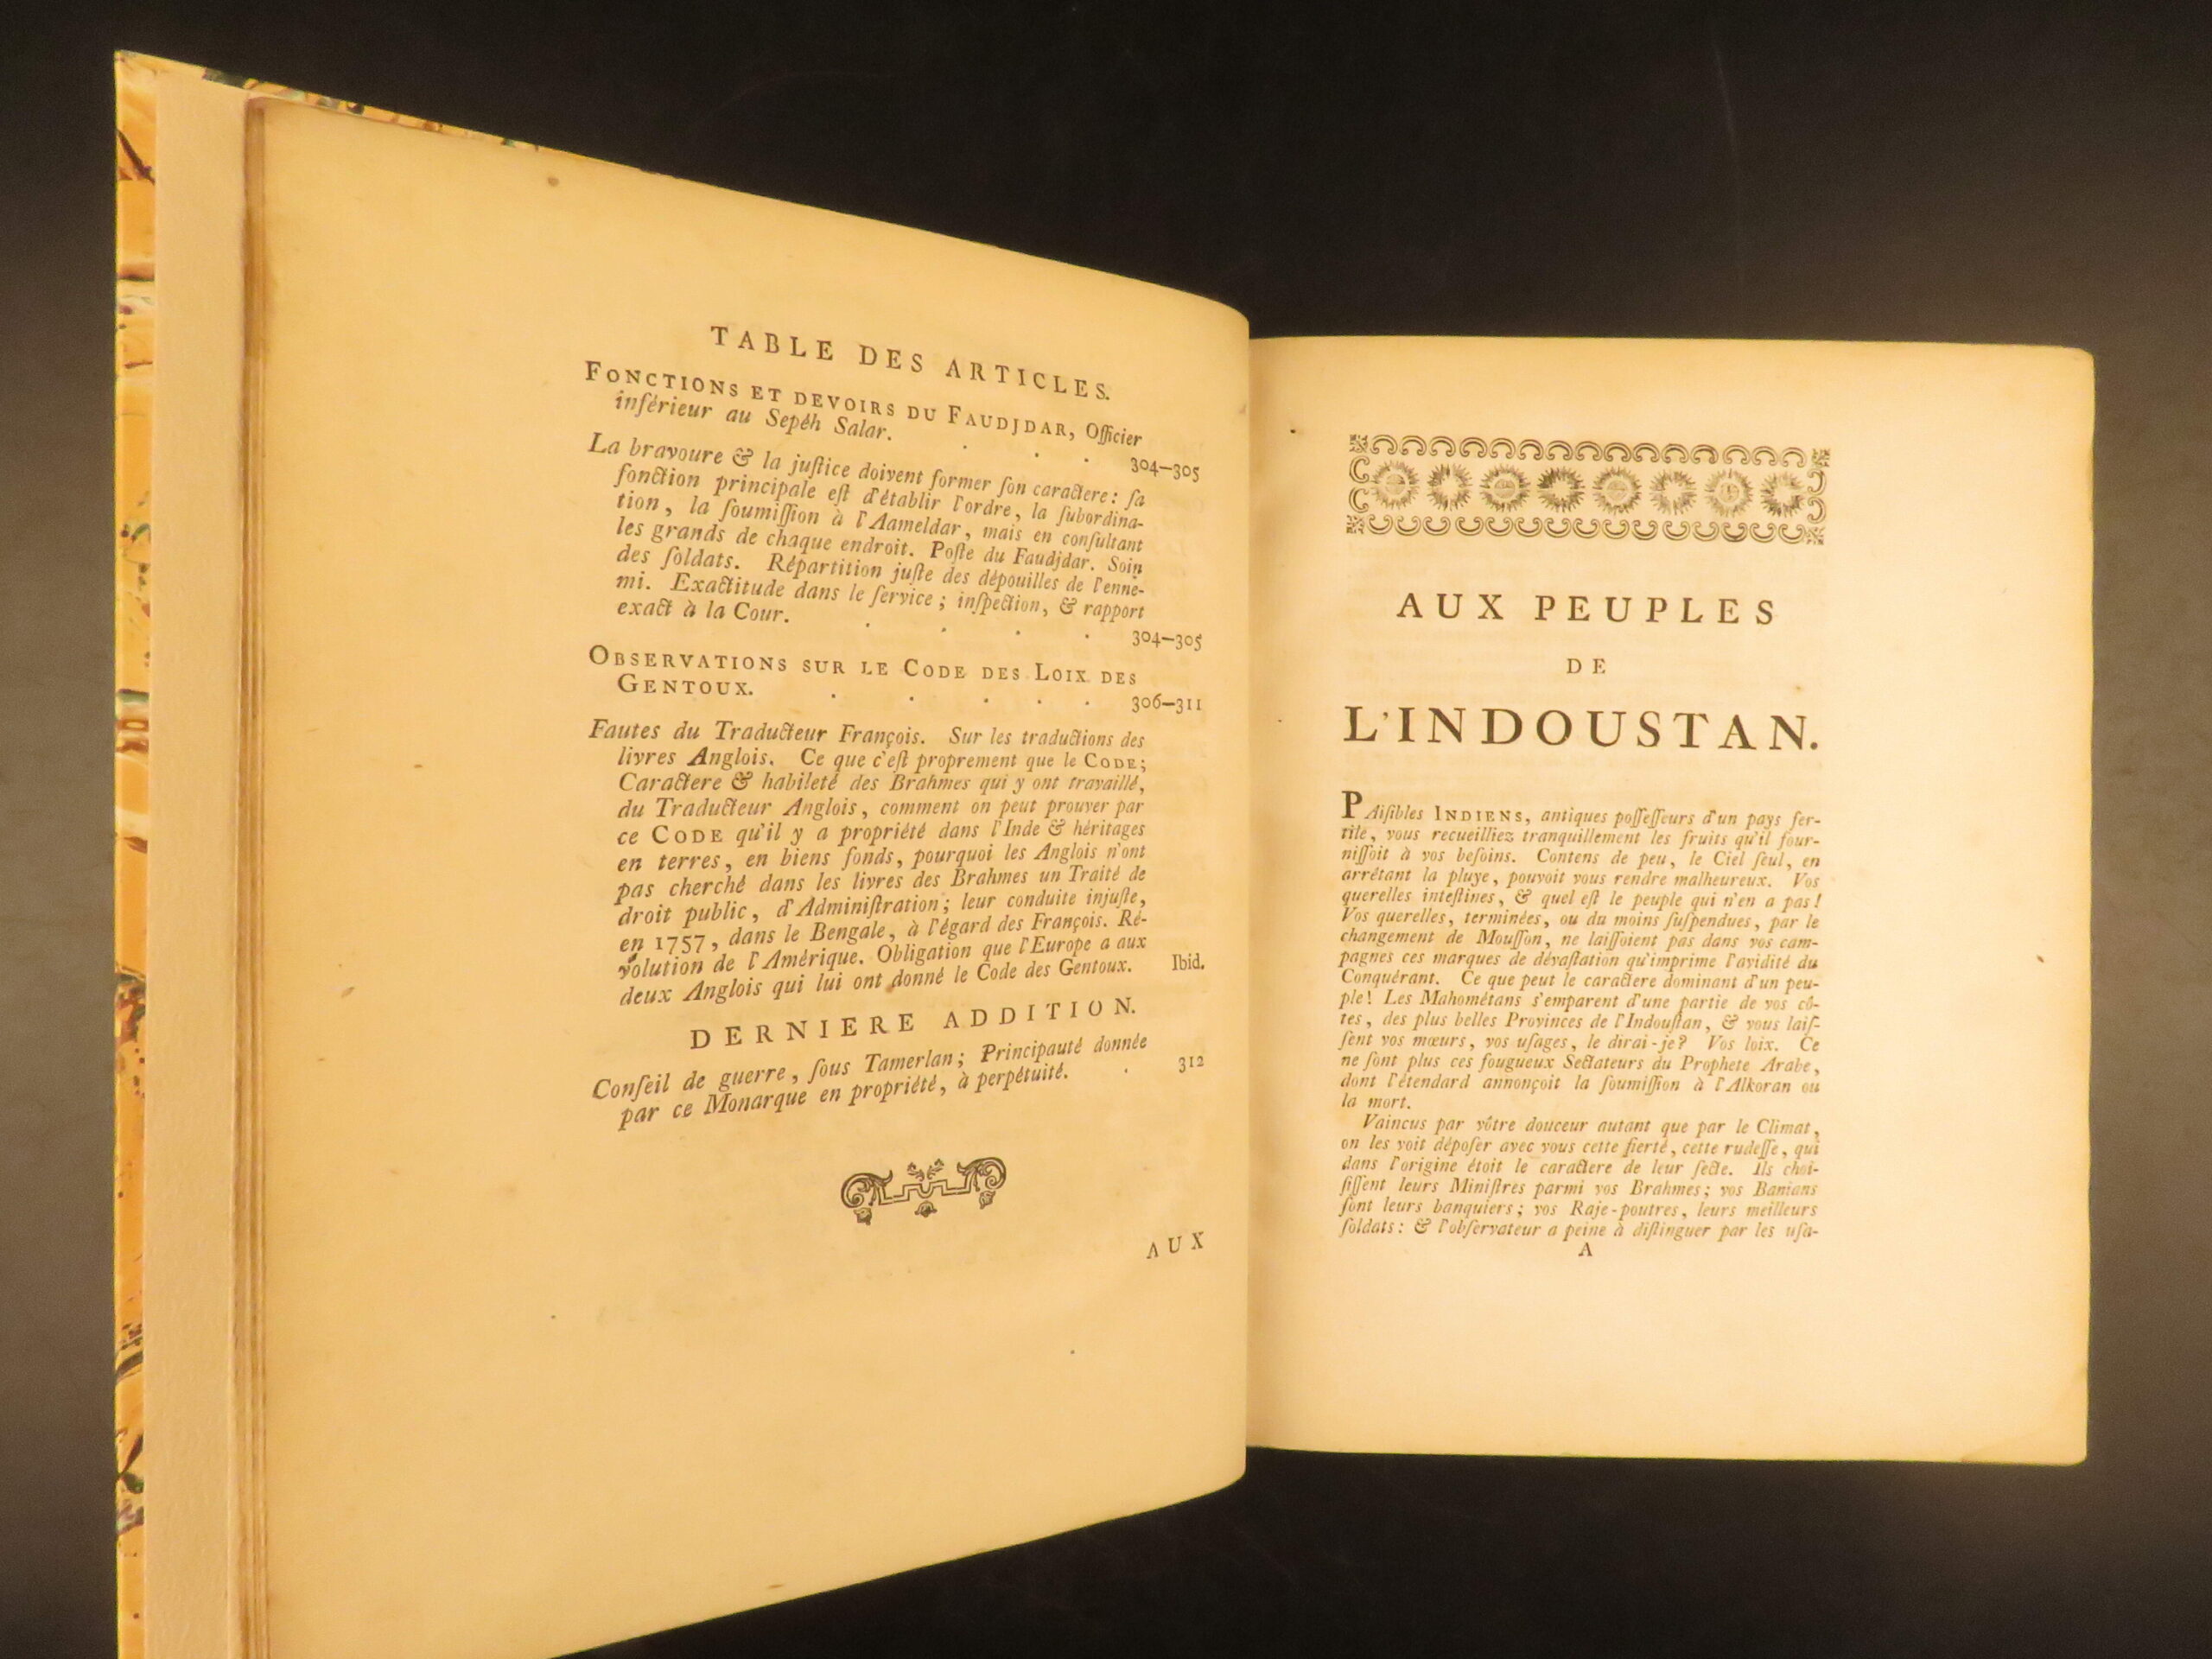 TABLE DES ARTICLES.
FONCTIONS ET DEVOIRS DU FAUDJDAR, Officier
inférieur au Sepéh Salar. . . . 304—305
La bravoure & la juſtice doivent former ſon caractere: ſa
fonction principale eſt d'établir l'ordre, la ſubordina-
tion, la ſoumiſſion à l'Aameldar, mais en conſultant
les grands de chaque endroit. Poſte du Faudjdar. Soin
des ſoldats. Répartition juſte des dépouilles de l'enne-
mi. Exactitude dans le ſervice; inſpection, & rapport
exact à la Cour. . . . . 304—305
OBSERVATIONS SUR LE CODE DES LOIX DES
GENTOUX. . . . . . 306—311
Fautes du Traducteur François. Sur les traductions des
livres Anglois. Ce que c'eſt proprement que le CODE;
Caractere & habileté des Brahmes qui y ont travaillé,
du Traducteur Anglois, comment on peut prouver par
ce CODE qu'il y a propriété dans l'Inde & héritages
en terres, en biens fonds, pourquoi les Anglois n'ont
pas cherché dans les livres des Brahmes un Traité de
droit public, d'Adminiſtration; leur conduite injuſte,
en 1757, dans le Bengale, à l'égard des François. Ré-
volution de l'Amérique. Obligation que l'Europe a aux
deux Anglois qui lui ont donné le Code des Gentoux. Ibid.
DERNIERE ADDITION.
Conſeil de guerre, ſous Tamerlan; Principauté donnée
par ce Monarque en propriété, à perpétuité. . 312
AUX
AUX PEUPLES
DE
L'INDOUSTAN.
PAiſibles INDIENS, antiques poſſeſſeurs d'un pays fer-
tile, vous recueilliez tranquillement les fruits qu'il four-
niſſoit à vos beſoins. Contens de peu, le Ciel ſeul, en
arrêtant la pluye, pouvoit vous rendre malheureux. Vos
querelles inteſtines, & quel eſt le peuple qui n'en a pas!
Vos querelles, terminées, ou du moins ſuſpendues, par le
changement de Mouſſon, ne laiſſoient pas dans vos cam-
pagnes ces marques de dévaſtation qu'imprime l'avidité du
Conquérant. Ce que peut le caractere dominant d'un peu-
ple! Les Mahométans s'emparent d'une partie de vos cô-
tes, des plus belles Provinces de l'Indouſtan, & vous laiſ-
ſent vos mœurs, vos uſages, le dirai-je? Vos loix. Ce
ne ſont plus ces fougueux Sectateurs du Prophete Arabe,
dont l'étendard annonçoit la ſoumiſſion à l'Alkoran ou
la mort.
Vaincus par vôtre douceur autant que par le Climat,
on les voit dépoſer avec vous cette fierté, cette rudeſſe, qui
dans l'origine étoit le caractere de leur ſecte. Ils choi-
ſiſſent leurs Miniſtres parmi vos Brahmes; vos Banians
ſont leurs banquiers; vos Raje-poutres, leurs meilleurs
ſoldats: & l'obſervateur a peine à diſtinguer par les uſa-
A